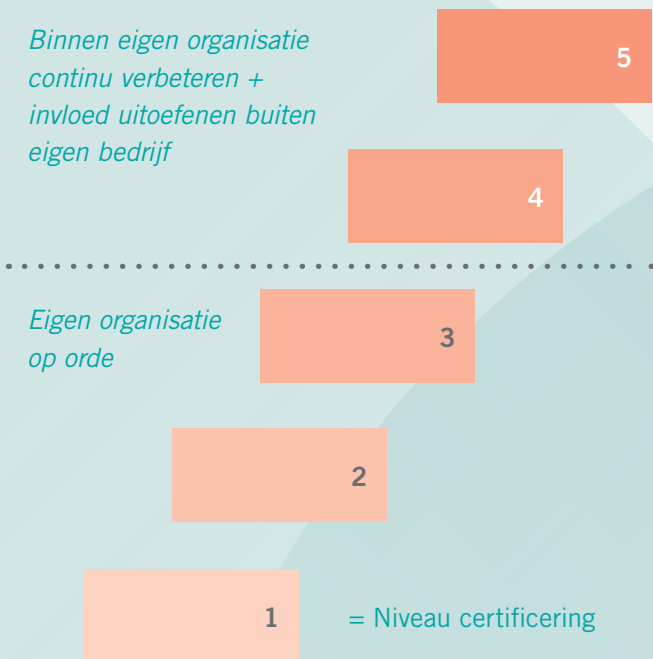 Binnen eigen organisatie
continu verbeteren +
invloed uitoefenen buiten
eigen bedrijf
5
4
Eigen organisatie
op orde
3
2
1
= Niveau certificering